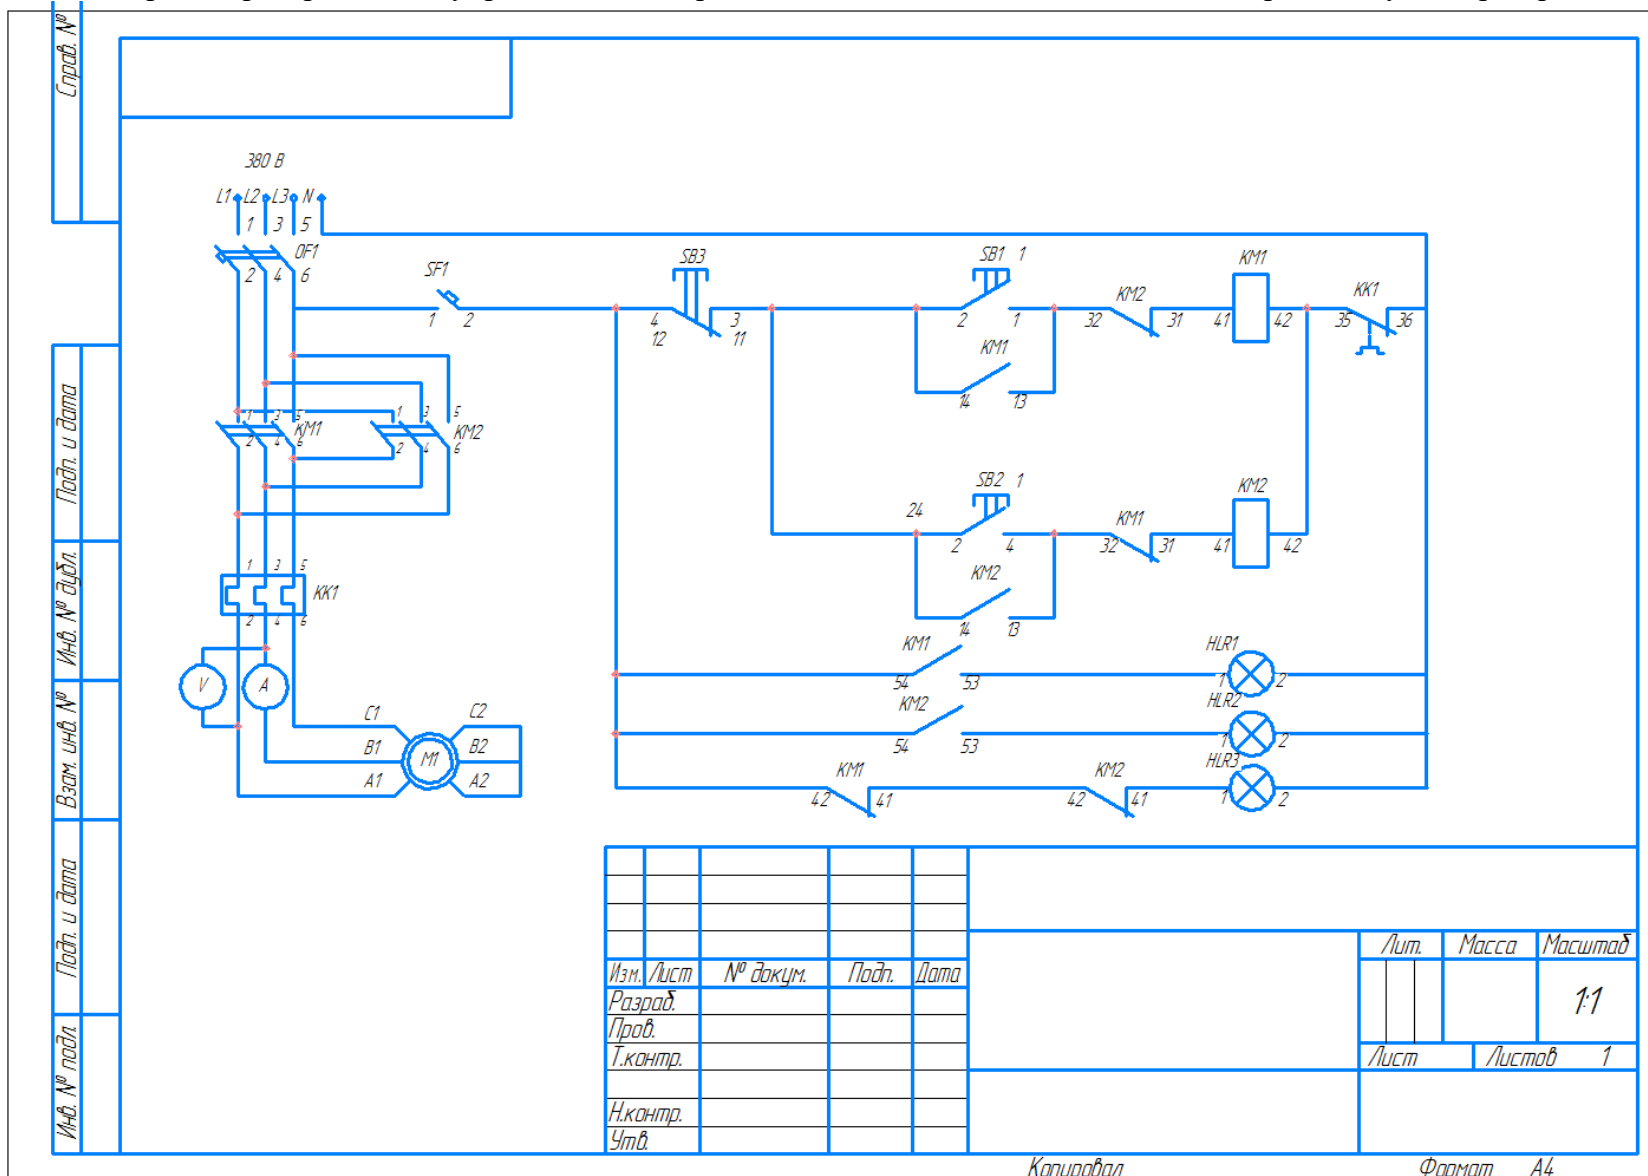 Справ. №
Подп. и дата
Инв. № дубл.
Взам. инв. №
Подп. и дата
Инв. № подл.
380 В
L1 L2 L3 N
1 3 5
QF1
2 4 6
SF1
1 2
SB3
4 3
12 11
SB1 1
2 1
KM2
32 31
KM1
41 42
KK1
35 36
KM1
14 13
1 3 5
KM1
2 4 6
1 3 5
KM2
2 4 6
24
SB2 1
2 4
KM1
32 31
KM2
41 42
KM2
14 13
1 3 5
KK1
2 4 6
V
A
C1 C2
B1 M1 B2
A1 A2
KM1
54 53
HLR1
1 2
KM2
54 53
HLR2
1 2
KM1
42 41
KM2
42 41
HLR3
1 2
Изм. Лист № докум. Подп. Дата
Разраб.
Пров.
Т.контр.
Н.контр.
Утв.
Лит. Масса Масштаб
1:1
Лист Листов 1
Копировал Формат A4